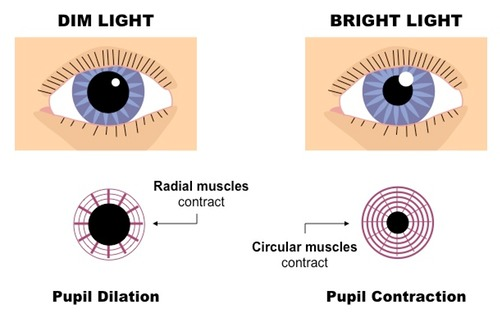 DIM LIGHT
BRIGHT LIGHT
Radial muscles
contract
Circular muscles
contract
Pupil Dilation
Pupil Contraction